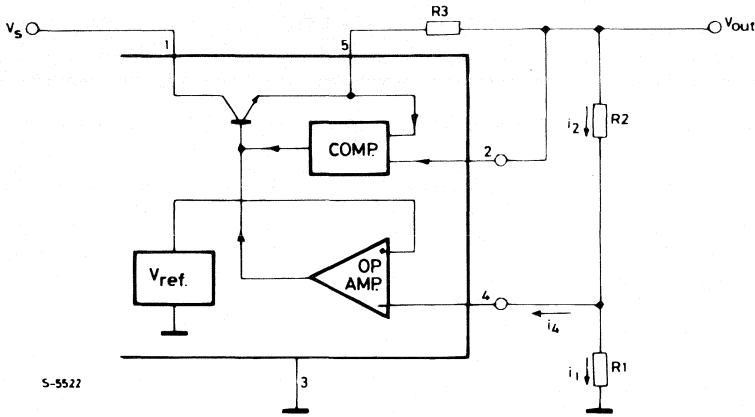 R3
Vs
Vout
1
5
i2
R2
COMP.
2
Vref.
OP
AMP.
4
i4
i1
R1
3
S-5522